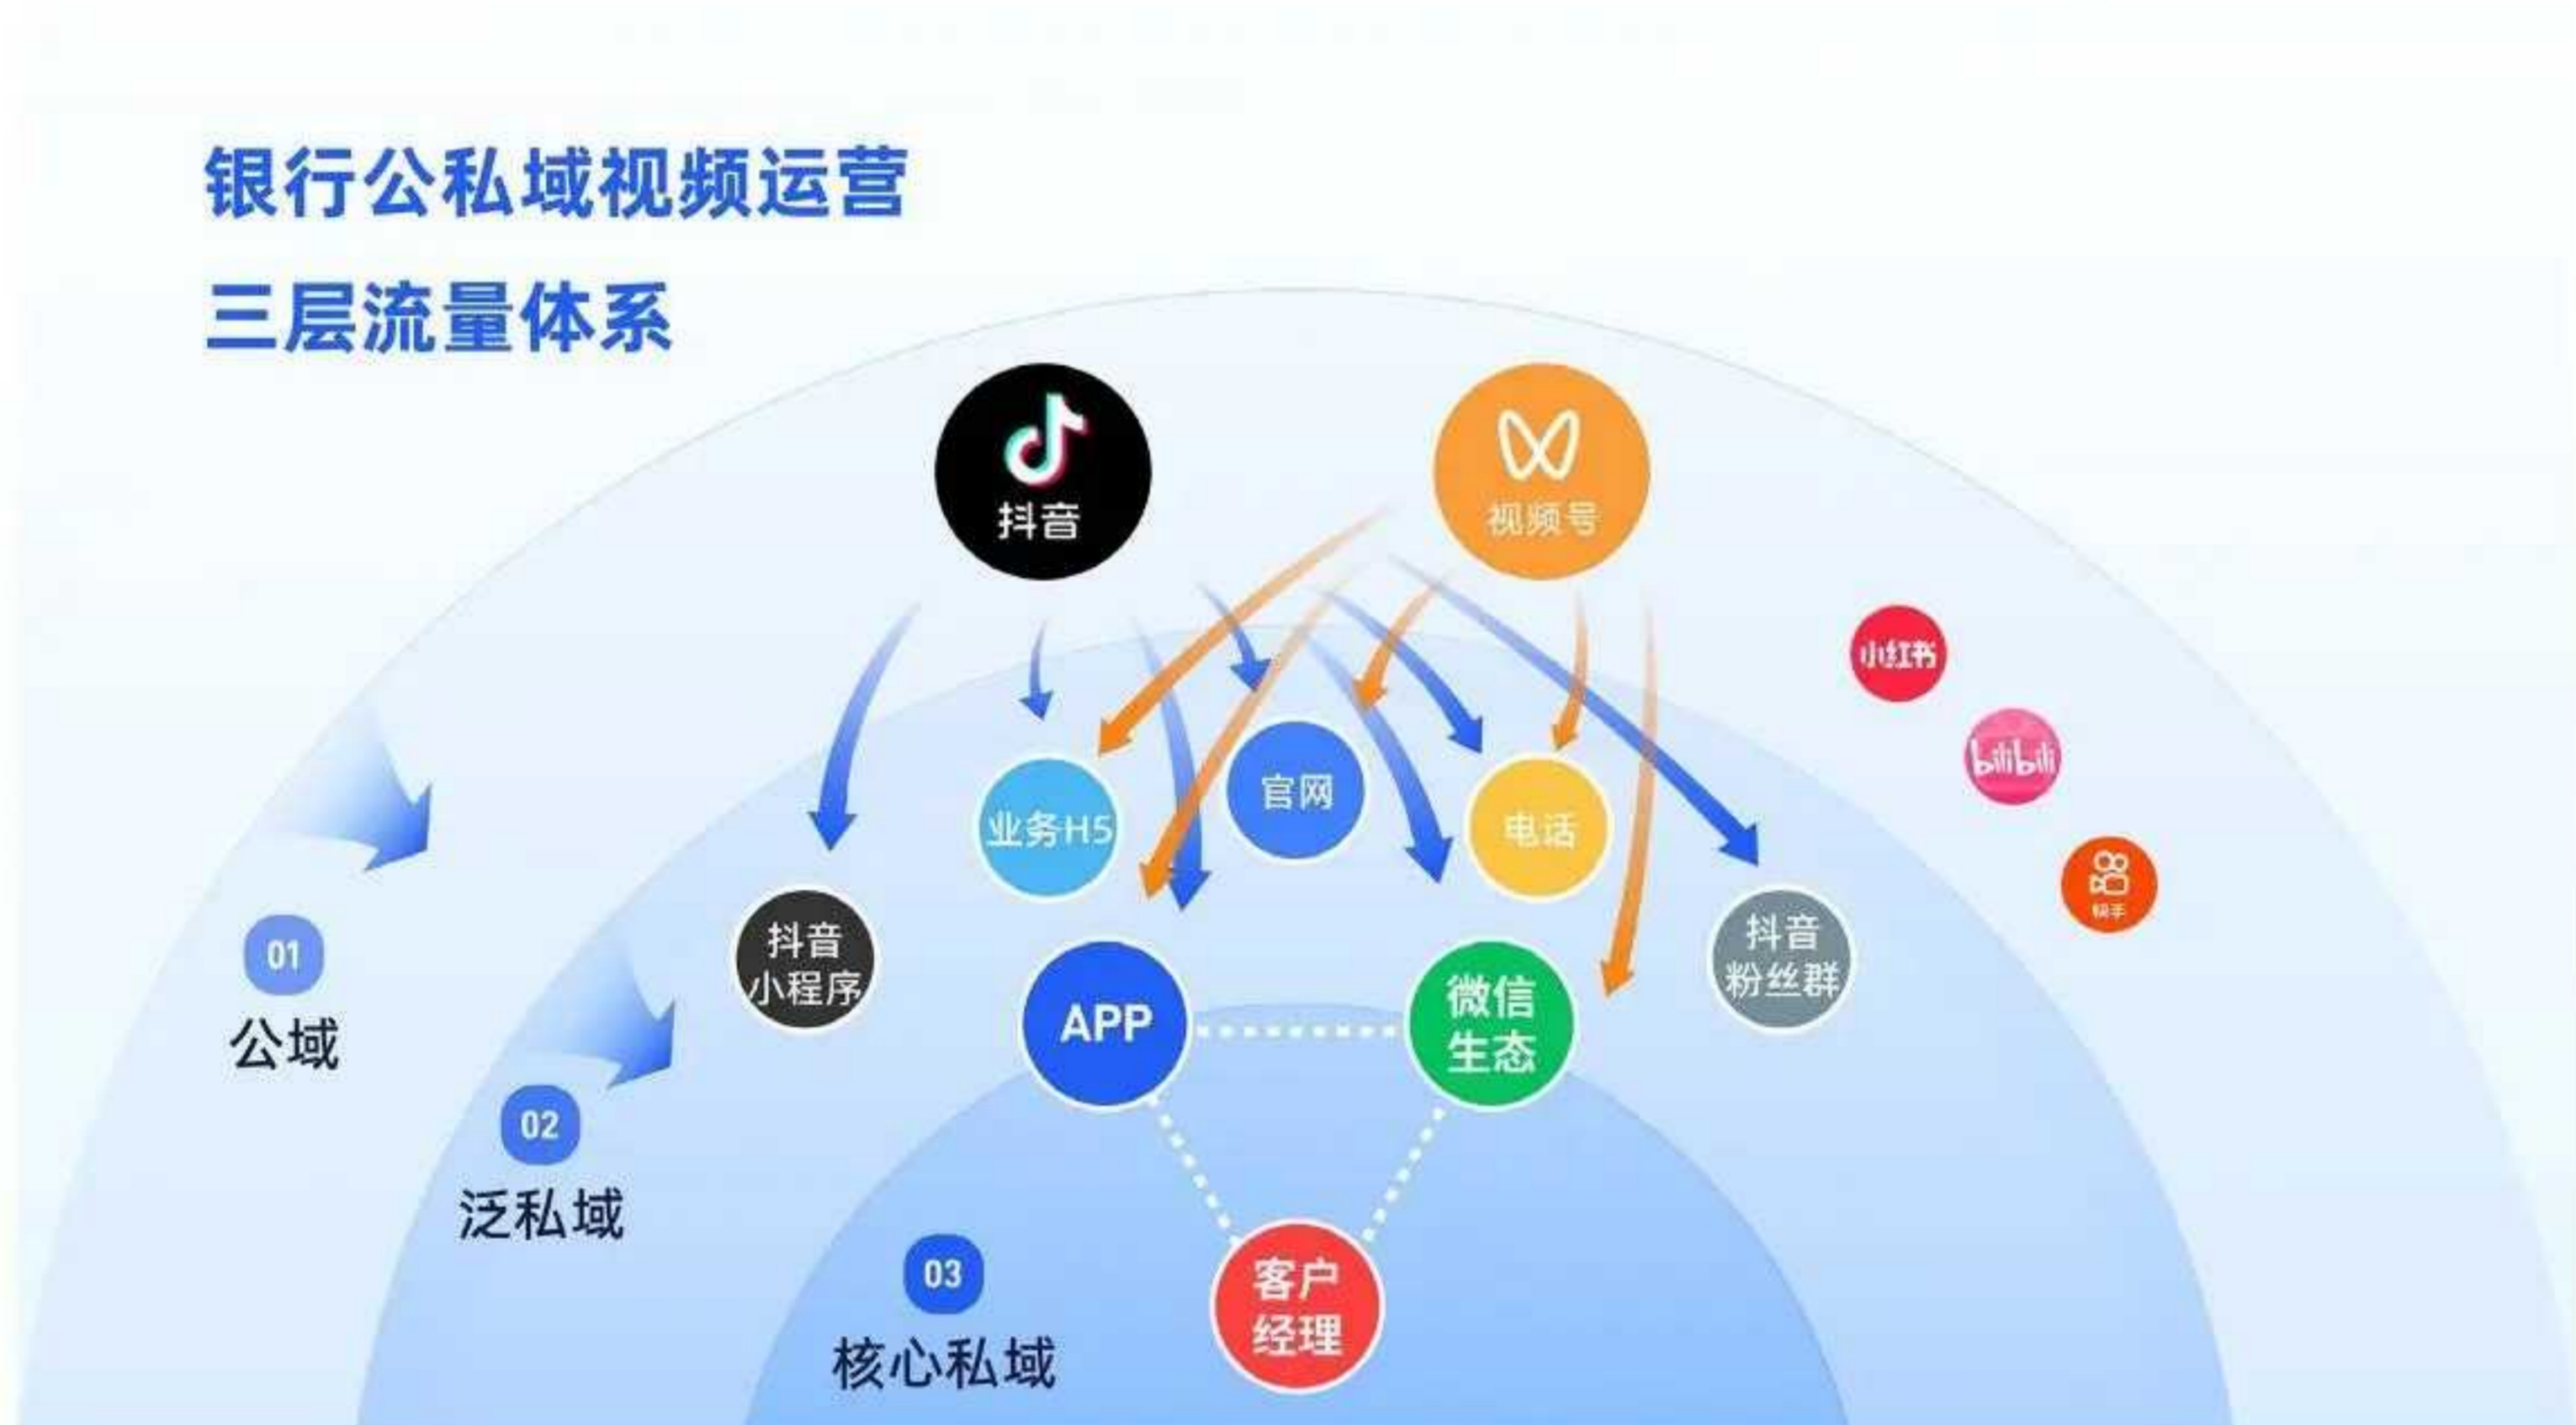 银行公私域视频运营
三层流量体系
抖音
视频号
小红书
bilibili
快手
业务H5
官网
电话
抖音
小程序
抖音
粉丝群
APP
微信
生态
客户
经理
01
公域
02
泛私域
03
核心私域